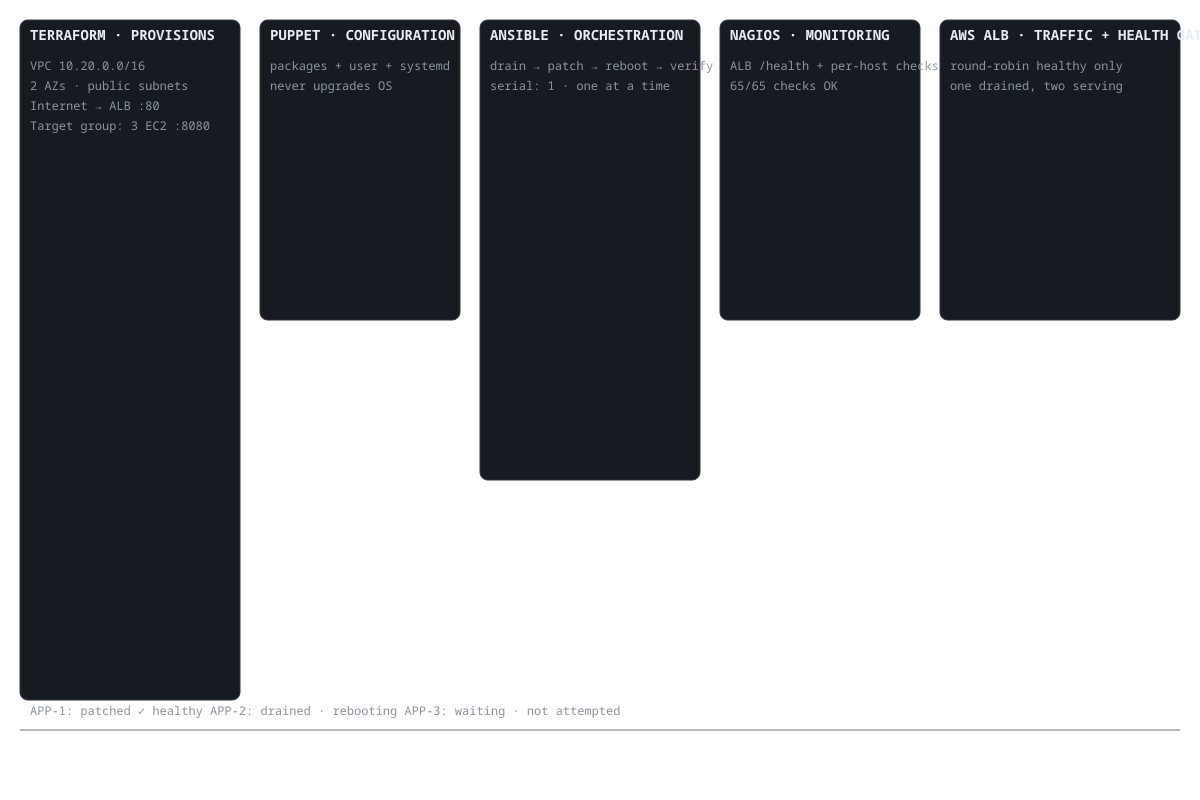 TERRAFORM · PROVISIONS
VPC 10.20.0.0/16
2 AZs · public subnets
Internet → ALB :80
Target group: 3 EC2 :8080
PUPPET · CONFIGURATION
packages + user + systemd
never upgrades OS
ANSIBLE · ORCHESTRATION
drain → patch → reboot → verify
serial: 1 · one at a time
NAGIOS · MONITORING
ALB /health + per-host checks
65/65 checks OK
AWS ALB · TRAFFIC + HEALTH GAT
round-robin healthy only
one drained, two serving
APP-1: patched ✓ healthy APP-2: drained · rebooting APP-3: waiting · not attempted